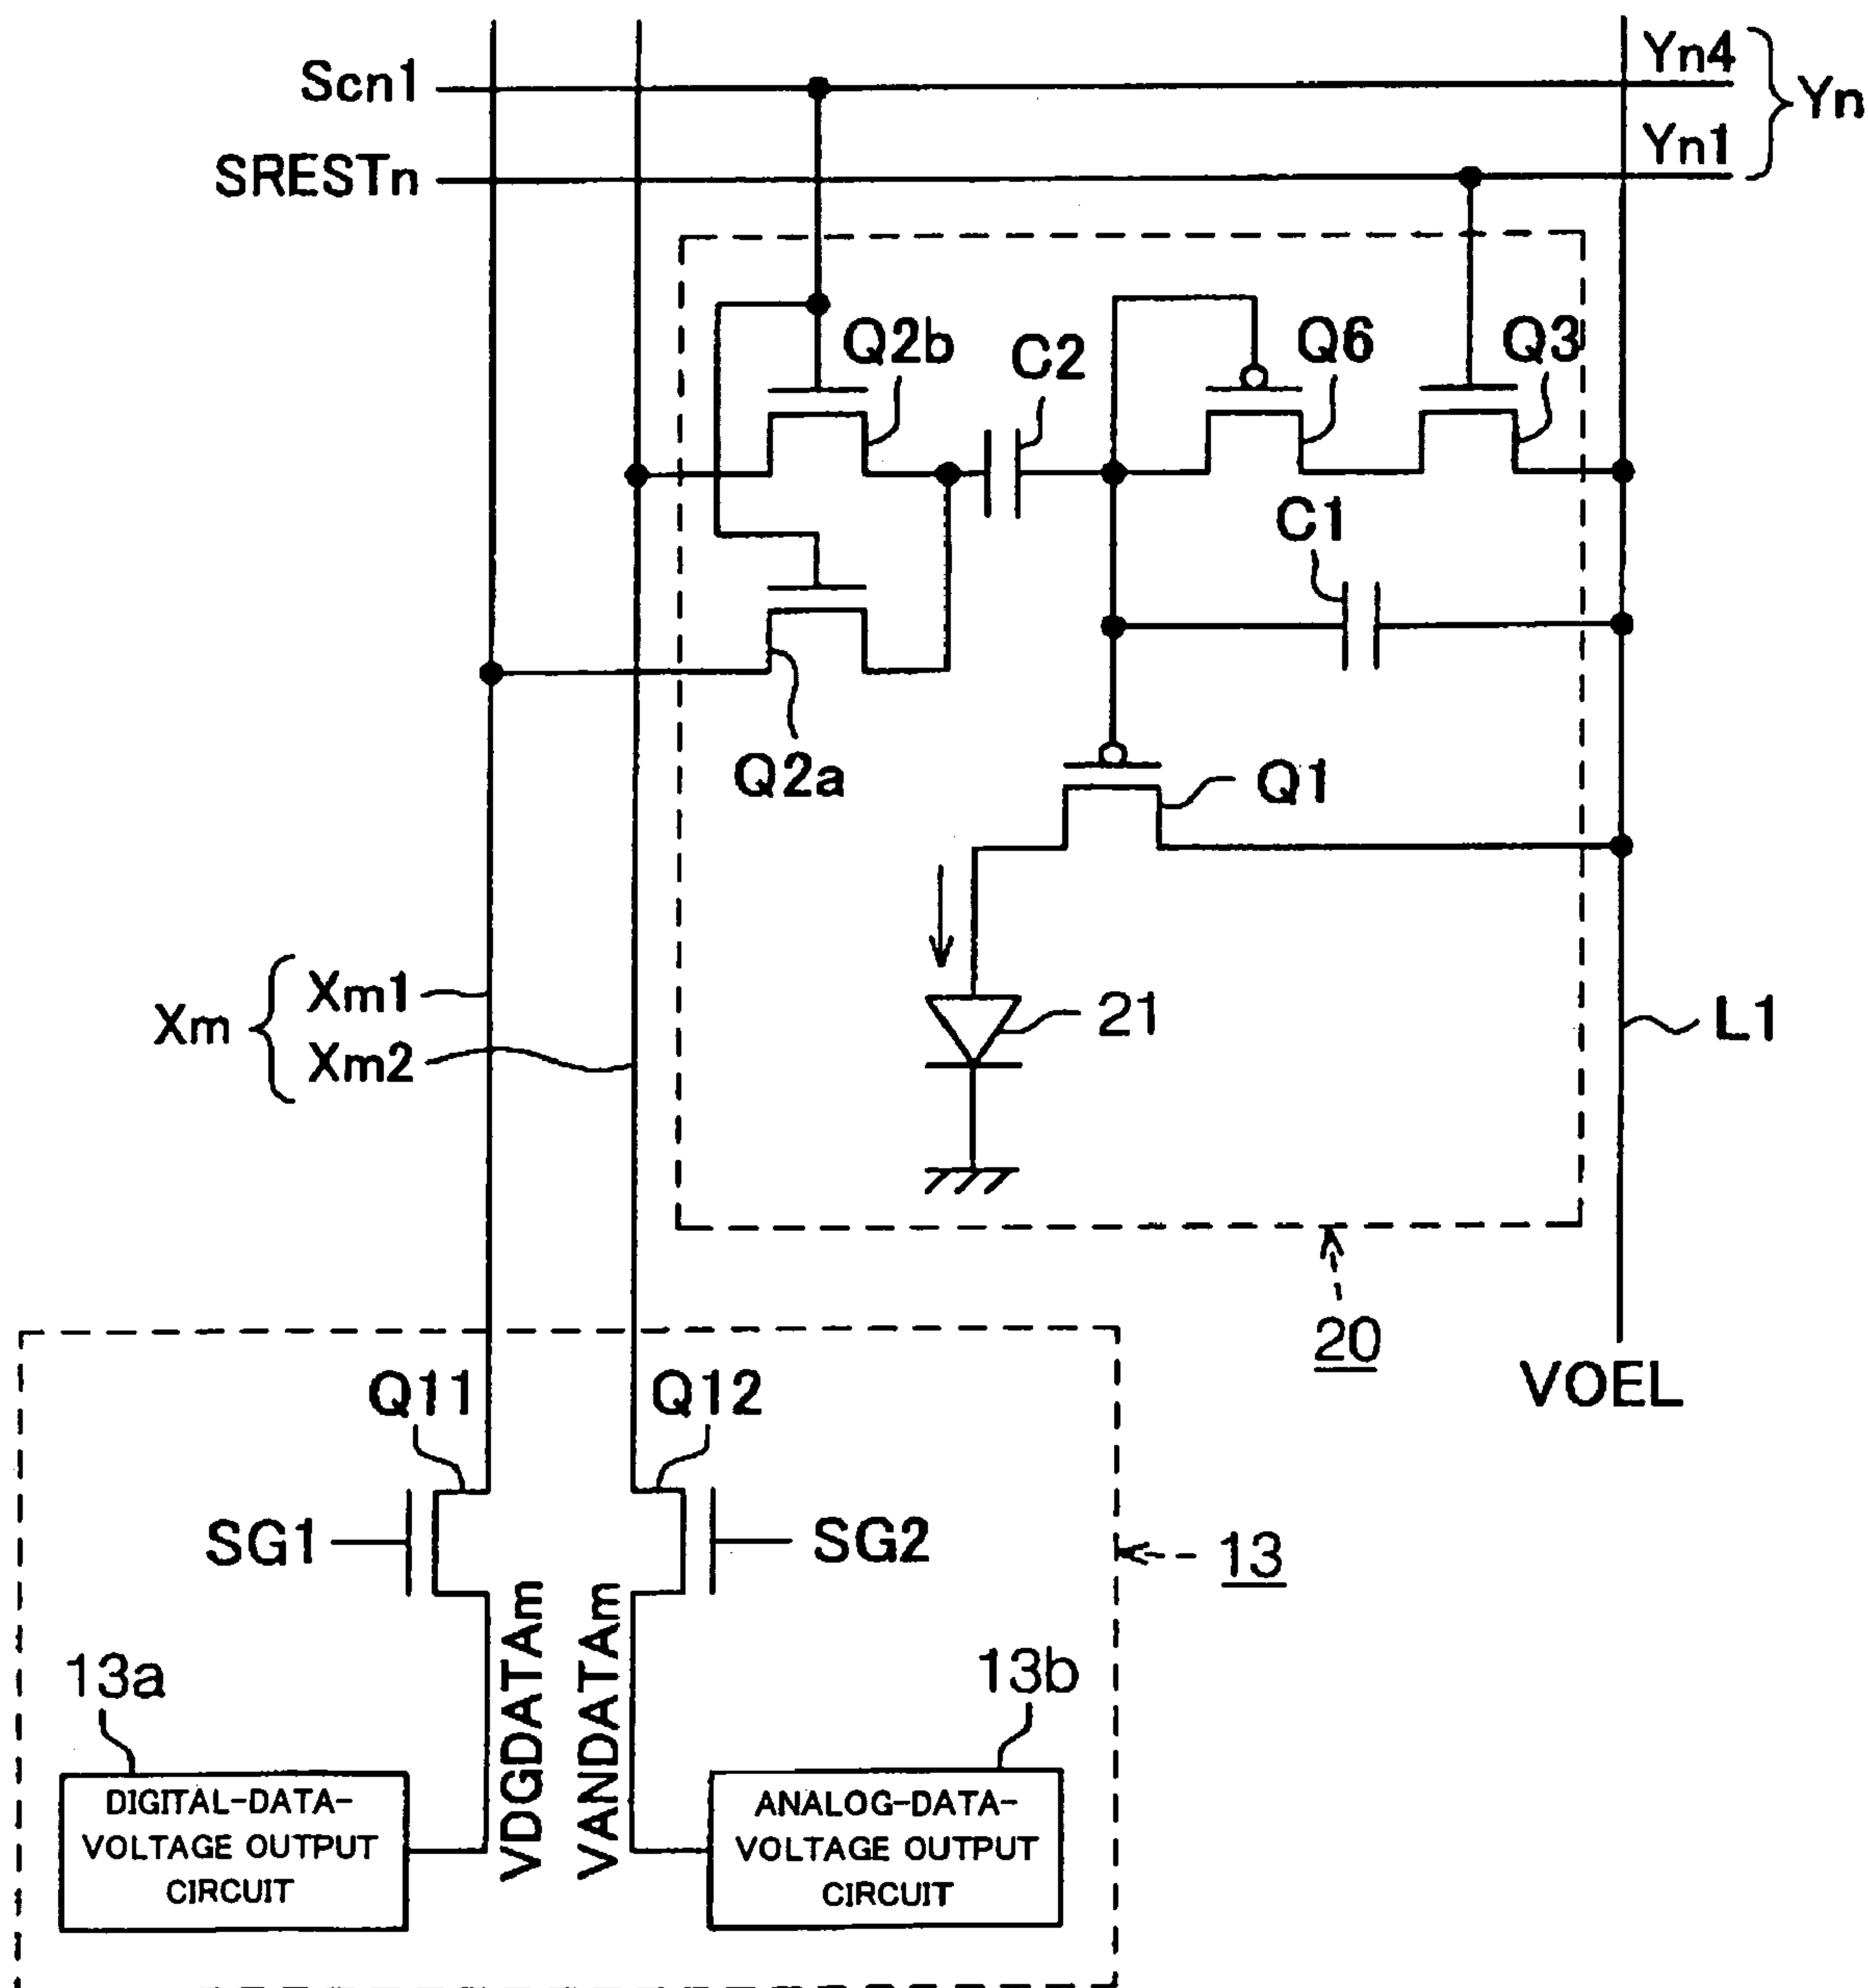 Scn1
Yn4
Yn
SRESTn
Yn1
Q2b
C2
Q6
Q3
C1
Q2a
Q1
Xm
Xm1
Xm2
21
L1
20
VOEL
Q11
Q12
SG1
SG2
13
VDGDATAm
VANDATAm
13a
13b
DIGITAL-DATA-
VOLTAGE OUTPUT
CIRCUIT
ANALOG-DATA-
VOLTAGE OUTPUT
CIRCUIT